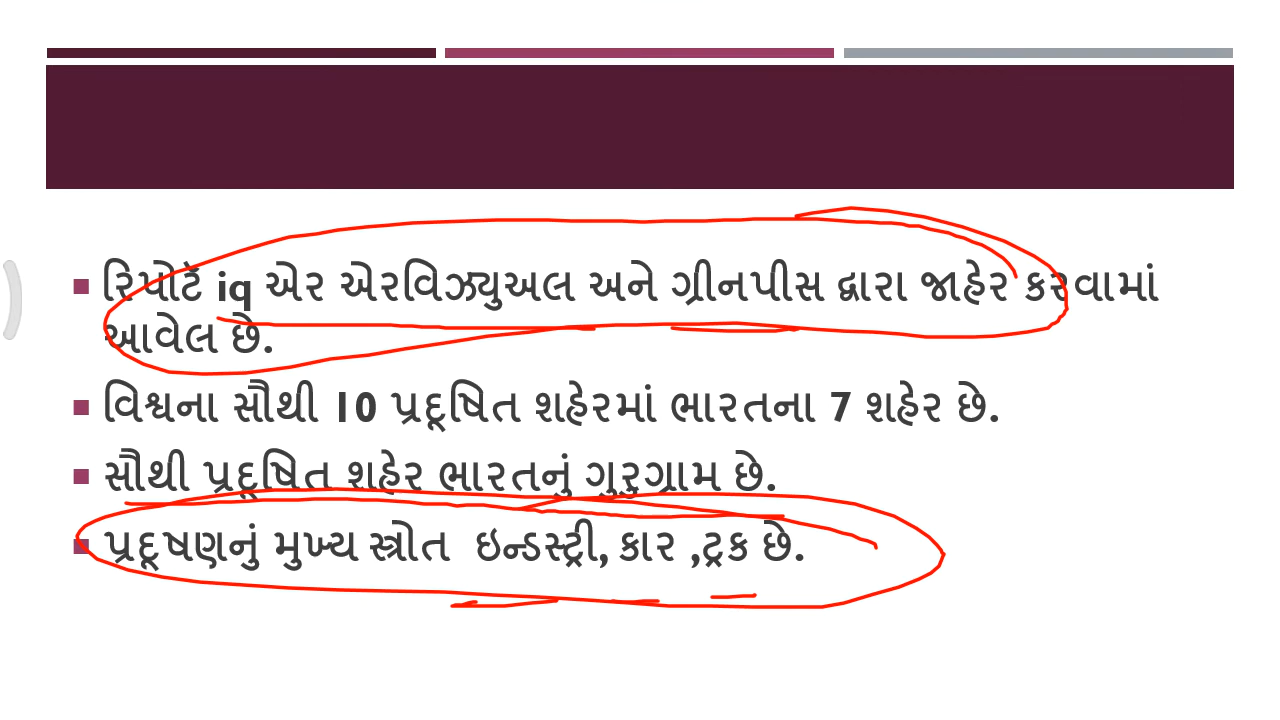 રિપોર્ટ iq એર એરવિઝ્યુઅલ અને ગ્રીનપીસ દ્વારા જાહેર કરવામાં
આવેલ છે.
વિશ્વના સૌથી 10 પ્રદૂષિત શહેરમાં ભારતના 7 શહેર છે.
સૌથી પ્રદૂષિત શહેર ભારતનું ગુરુગ્રામ છે.
પ્રદૂષણનું મુખ્ય સ્ત્રોત ઇન્ડસ્ટ્રી, કાર ,ટ્રક છે.